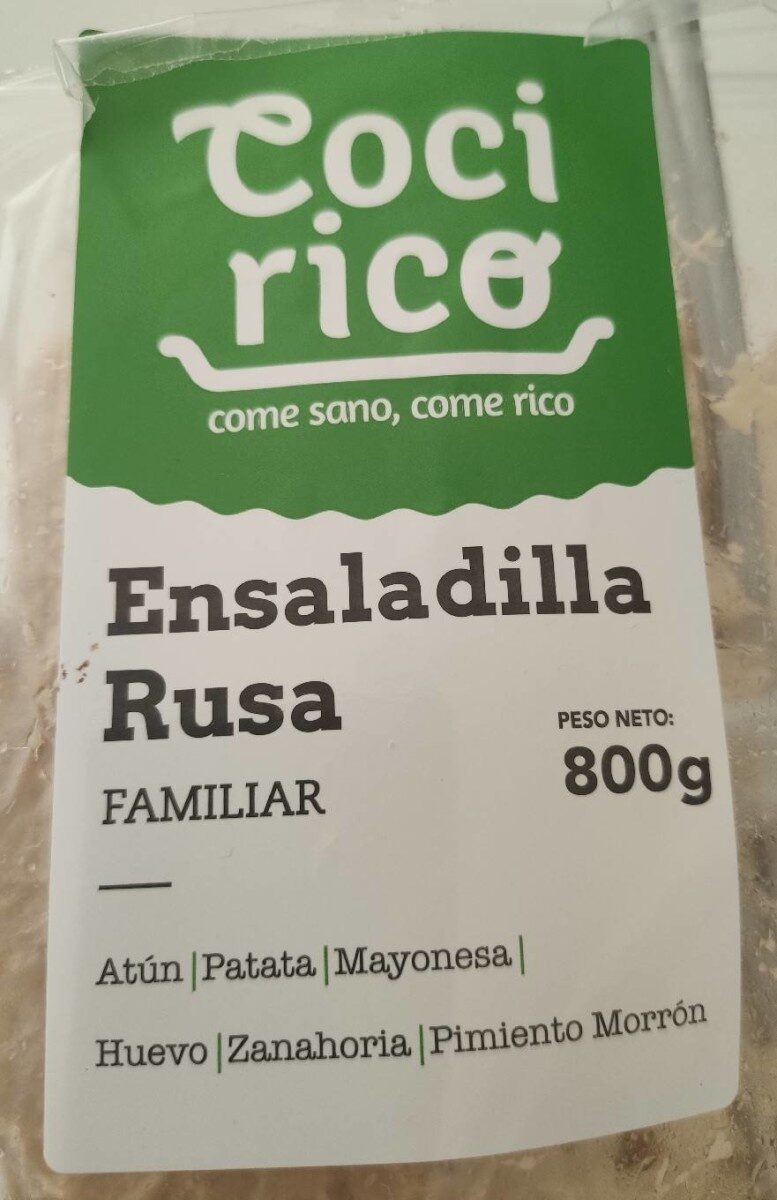 Coci
rico
come sano, come rico
Ensaladilla
Rusa
PESO NETO:
800g
FAMILIAR
Atún|Patata|Mayonesa|
Huevo|Zanahoria|Pimiento Morrón